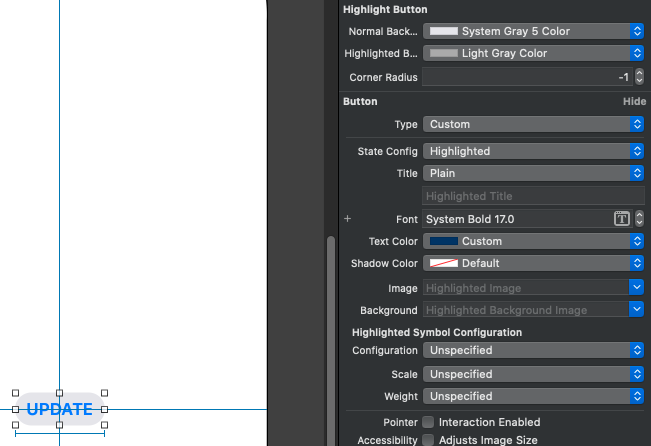 Highlight Button
Normal Back... System Gray 5 Color
Highlighted B... Light Gray Color
Corner Radius -1
Button Hide
Type Custom
State Config Highlighted
Title Plain
Highlighted Title
+ Font System Bold 17.0 T
Text Color Custom
Shadow Color Default
Image Highlighted Image
Background Highlighted Background Image
Highlighted Symbol Configuration
Configuration Unspecified
Scale Unspecified
Weight Unspecified
UPDATE
Pointer Interaction Enabled
Accessibility Adjusts Image Size